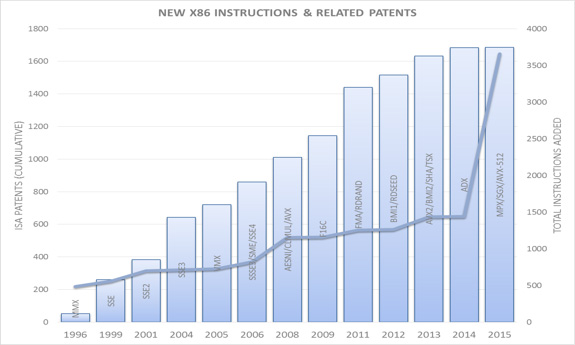 NEW X86 INSTRUCTIONS & RELATED PATENTS
1800
1600
1400
1200
1000
800
600
400
200
0
ISA PATENTS (CUMULATIVE)
4000
3500
3000
2500
2000
1500
1000
500
0
TOTAL INSTRUCTIONS ADDED
MMX
SSE
SSE2
SSE3
VMX
SSSE3/SME/SSE4
AESNI/CLMUL/AVX
F16C
FMA/RDRAND
BMI1/RDSEED
AVX2/BMI2/SHA/TSX
ADX
MPX/SGX/AVX-512
1996 1999 2001 2004 2005 2006 2008 2009 2011 2012 2013 2014 2015